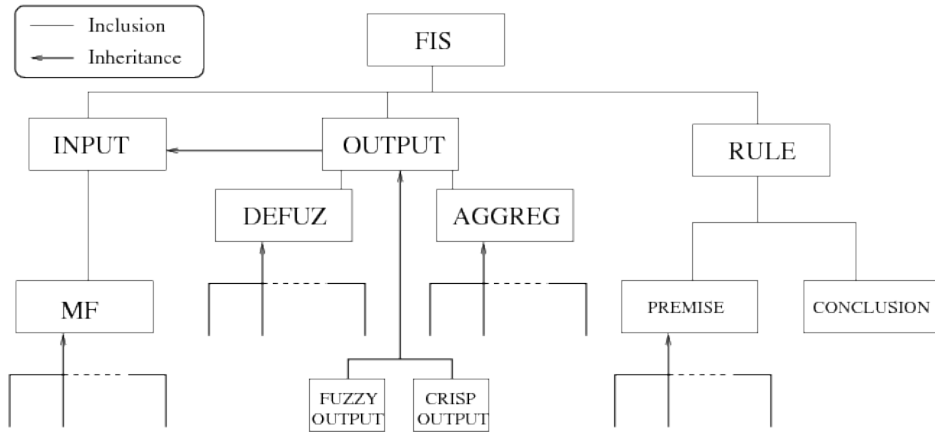 Inclusion
Inheritance
FIS
INPUT
OUTPUT
RULE
DEFUZ
AGGREG
MF
PREMISE
CONCLUSION
FUZZY
OUTPUT
CRISP
OUTPUT